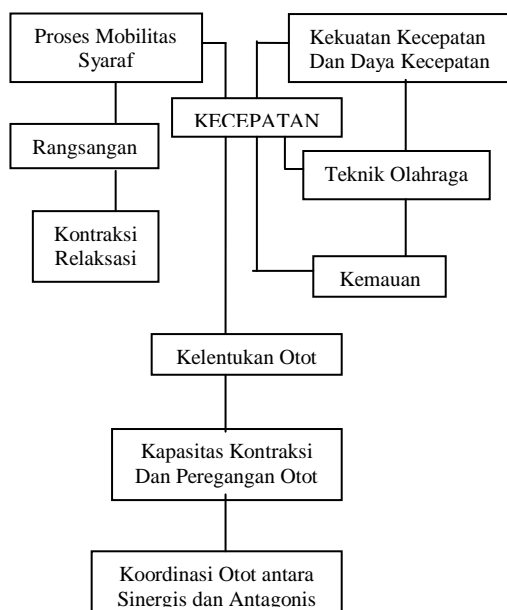 Proses Mobilitas
Syaraf
Kekuatan Kecepatan
Dan Daya Kecepatan
KECEPATAN
Rangsangan
Teknik Olahraga
Kontraksi
Relaksasi
Kemauan
Kelentukan Otot
Kapasitas Kontraksi
Dan Peregangan Otot
Koordinasi Otot antara
Sinergis dan Antagonis